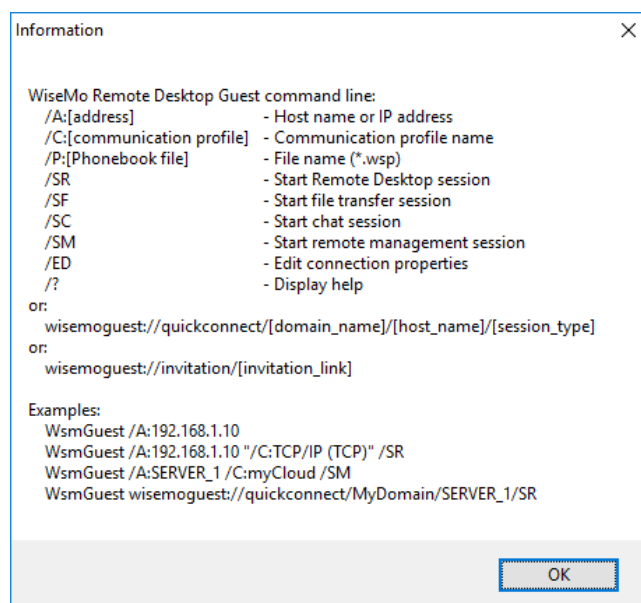 Information
WiseMo Remote Desktop Guest command line:
/A:[address] - Host name or IP address
/C:[communication profile] - Communication profile name
/P:[Phonebook file] - File name (*.wsp)
/SR - Start Remote Desktop session
/SF - Start file transfer session
/SC - Start chat session
/SM - Start remote management session
/ED - Edit connection properties
/? - Display help
or:
wisemoguest://quickconnect/[domain_name]/[host_name]/[session_type]
or:
wisemoguest://invitation/[invitation_link]
Examples:
WsmGuest /A:192.168.1.10
WsmGuest /A:192.168.1.10 "/C:TCP/IP (TCP)" /SR
WsmGuest /A:SERVER_1 /C:myCloud /SM
WsmGuest wisemoguest://quickconnect/MyDomain/SERVER_1/SR
OK